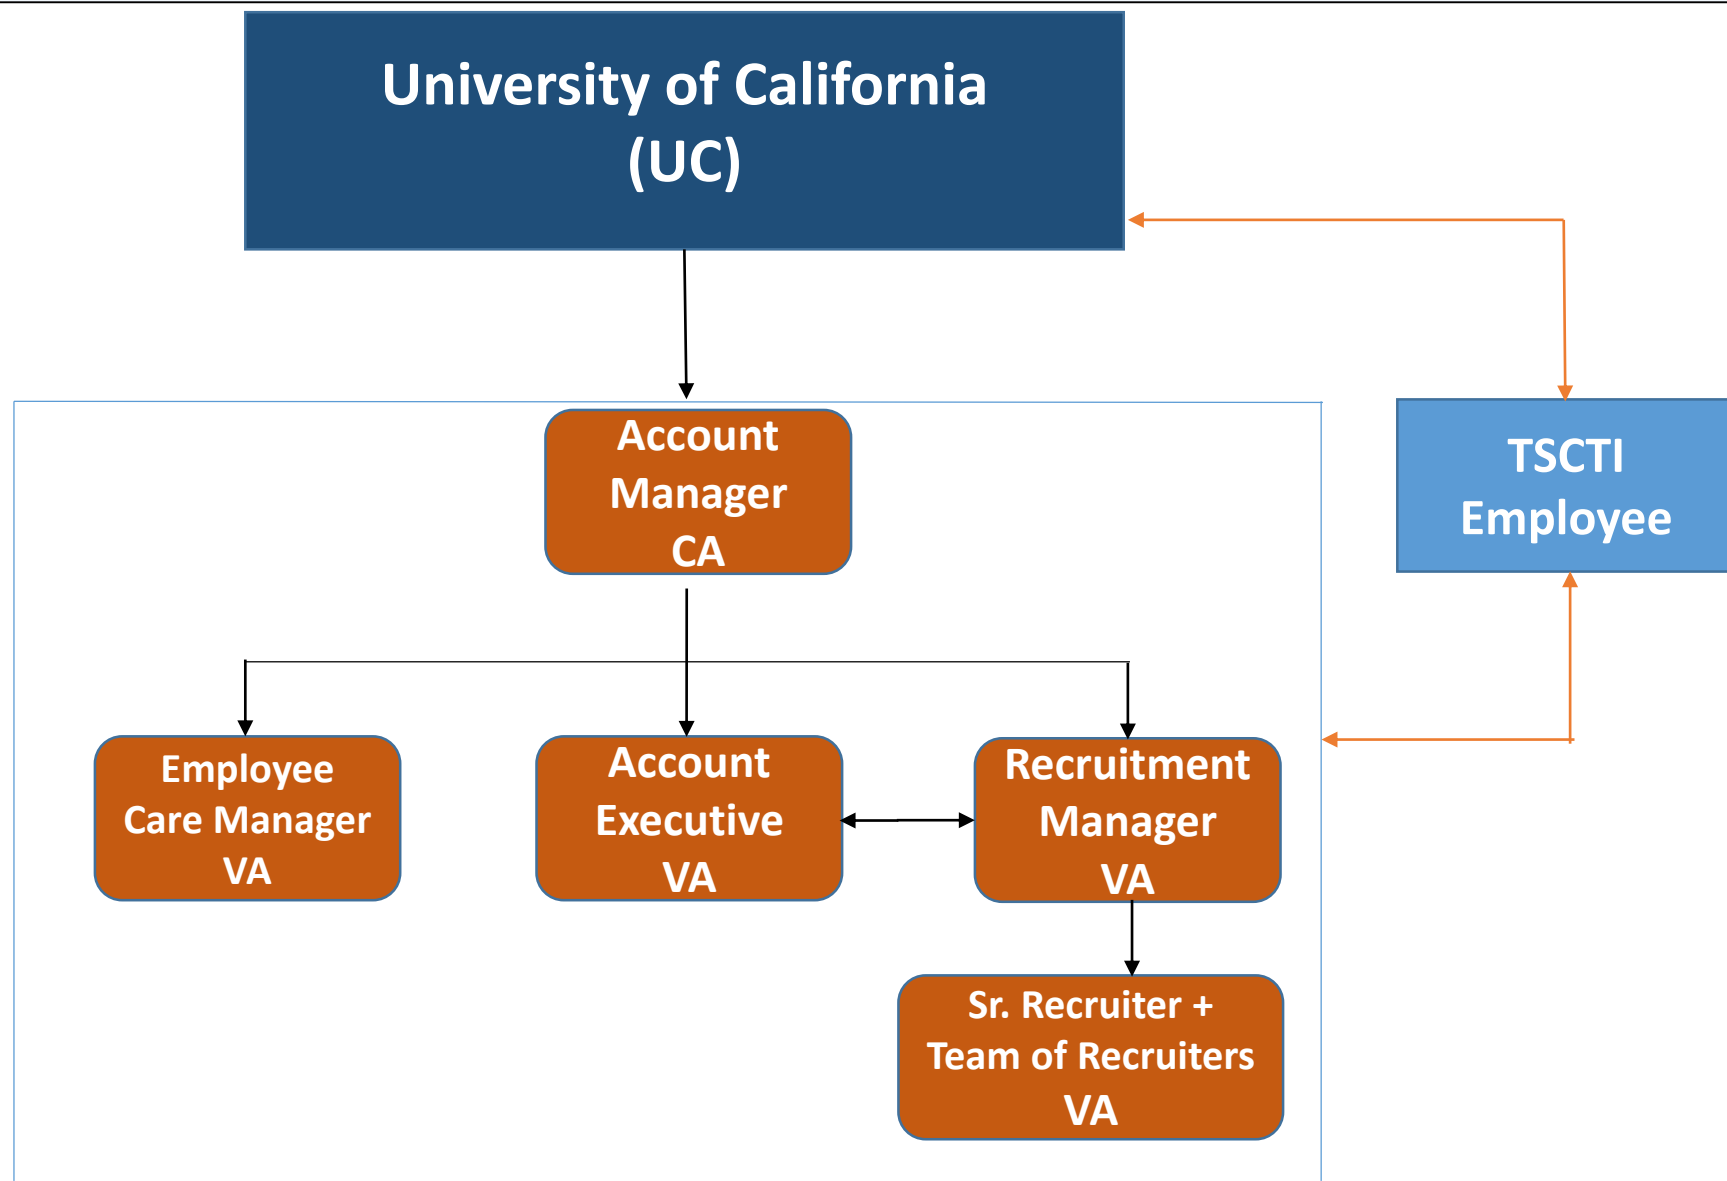 University of California
(UC)
Account
Manager
CA
TSCTI
Employee
Employee
Care Manager
VA
Account
Executive
VA
Recruitment
Manager
VA
Sr. Recruiter +
Team of Recruiters
VA